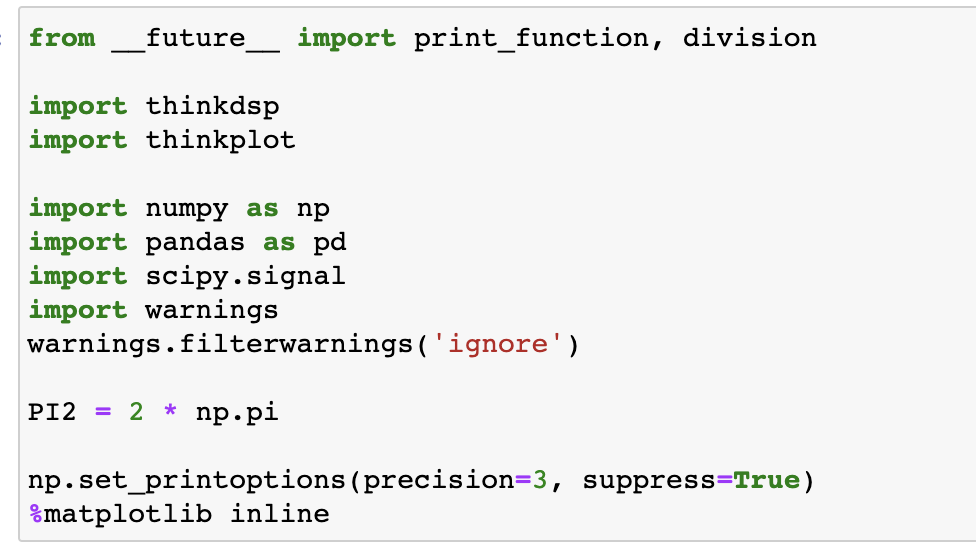 from __future__ import print_function, division
import thinkdsp
import thinkplot
import numpy as np
import pandas as pd
import scipy.signal
import warnings
warnings.filterwarnings('ignore')
PI2 = 2 * np.pi
np.set_printoptions(precision=3, suppress=True)
%matplotlib inline